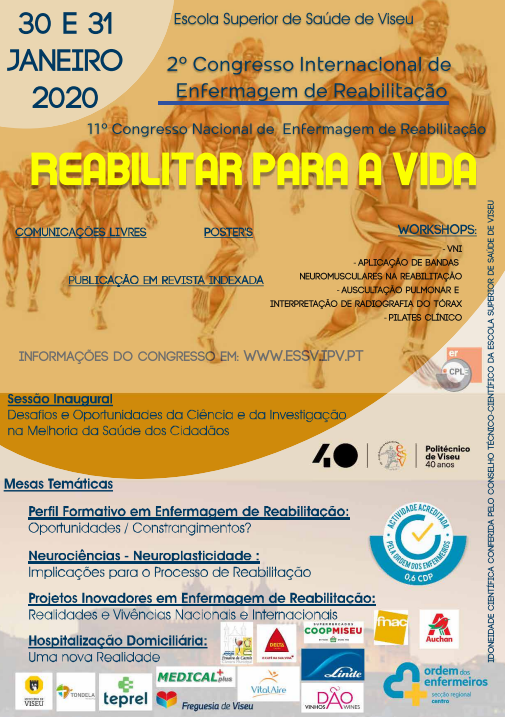 30 E 31
JANEIRO
2020
Escola Superior de Saúde de Viseu
2º Congresso Internacional de
Enfermagem de Reabilitação
11º Congresso Nacional de Enfermagem de Reabilitação
REABILITAR PARA A VIDA
COMUNICAÇÕES LIVRES
POSTER'S
PUBLICAÇÃO EM REVISTA INDEXADA
WORKSHOPS:
- VNI
- APLICAÇÃO DE BANDAS
NEUROMUSCULARES NA REABILITAÇÃO
- AUSCULTAÇÃO PULMONAR E
INTERPRETAÇÃO DE RADIOGRAFIA DO TÓRAX
- PILATES CLÍNICO
INFORMAÇÕES DO CONGRESSO EM: WWW.ESSV.IPV.PT
er
CPL
Sessão Inaugural
Desafios e Oportunidades da Ciência e da Investigação
na Melhoria da Saúde dos Cidadãos
40
Politécnico
de Viseu
40 anos
Mesas Temáticas
Perfil Formativo em Enfermagem de Reabilitação:
Oportunidades / Constrangimentos?
Neurociências - Neuroplasticidade :
Implicações para o Processo de Reabilitação
Projetos Inovadores em Enfermagem de Reabilitação:
Realidades e Vivências Nacionais e Internacionais
Hospitalização Domiciliária:
Uma nova Realidade
ACTIVIDADE ACREDITADA
PELA ORDEM DOS ENFERMEIROS
0,6 CDP
IDONEIDADE CIENTÍFICA CONFERIDA PELO CONSELHO TÉCNICO-CIENTÍFICO DA ESCOLA SUPERIOR DE SAÚDE DE VISEU
DELTA
SUPERMERCADOS
COOPMISEU
fnac
Auchan
VISEU
TONDELA
teprel
MEDICAL+plus
Freguesia de Viseu
VitalAire
Linde
DÃO
VINHOS WINES
ordem dos
enfermeiros
secção regional
centro